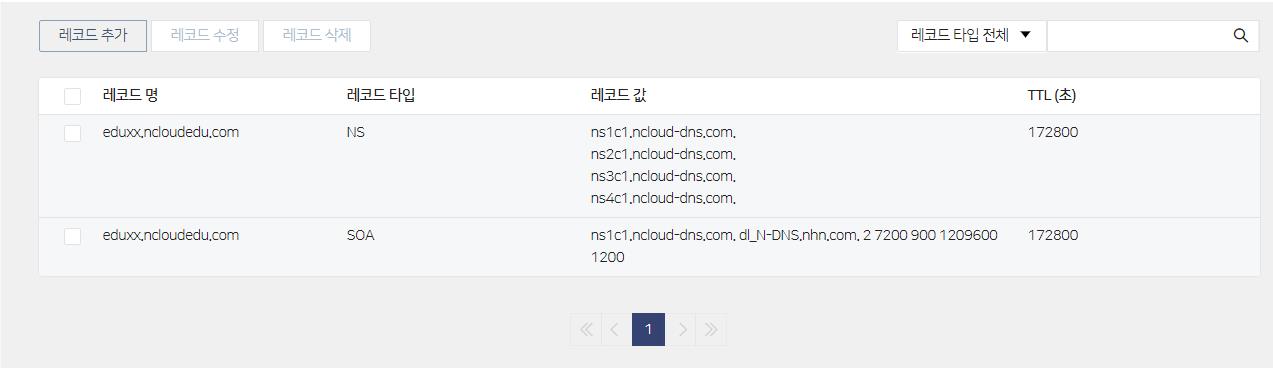 레코드 추가 레코드 수정 레코드 삭제 레코드 타입 전체
레코드 명 레코드 타입 레코드 값 TTL (초)
eduxx.ncloudedu.com NS ns1c1.ncloud-dns.com. 172800
ns2c1.ncloud-dns.com.
ns3c1.ncloud-dns.com.
ns4c1.ncloud-dns.com.
eduxx.ncloudedu.com SOA ns1c1.ncloud-dns.com. dl_N-DNS.nhn.com. 2 7200 900 1209600 172800
1200
1